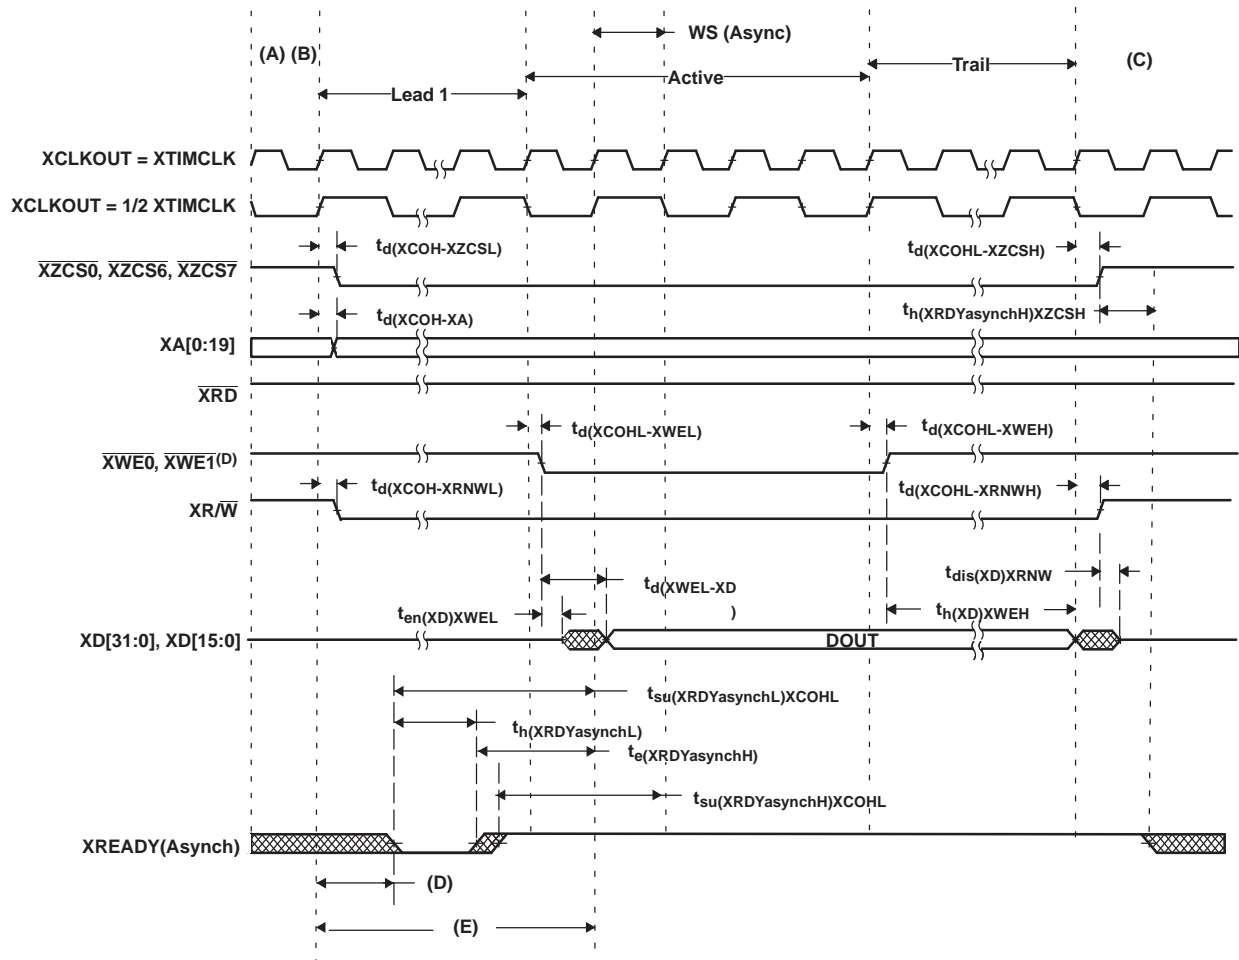 WS (Async)
(A) (B)
Trail
(C)
Active
Lead 1
XCLKOUT = XTIMCLK
XCLKOUT = 1/2 XTIMCLK
td(XCOH-XZCSL)
td(XCOHL-XZCSH)
XZCS0, XZCS6, XZCS7
th(XRDYasynchH)XZCSH
td(XCOH-XA)
XA[0:19]
XRD
td(XCOHL-XWEL)
td(XCOHL-XWEH)
XWE0, XWE1(D)
td(XCOH-XRNWL)
td(XCOHL-XRNWH)
XR/W
tdis(XD)XRNW
td(XWEL-XD
)
ten(XD)XWEL
th(XD)XWEH
XD[31:0], XD[15:0]
DOUT
tsu(XRDYasynchL)XCOHL
th(XRDYasynchL)
te(XRDYasynchH)
tsu(XRDYasynchH)XCOHL
XREADY(Asynch)
(D)
(E)